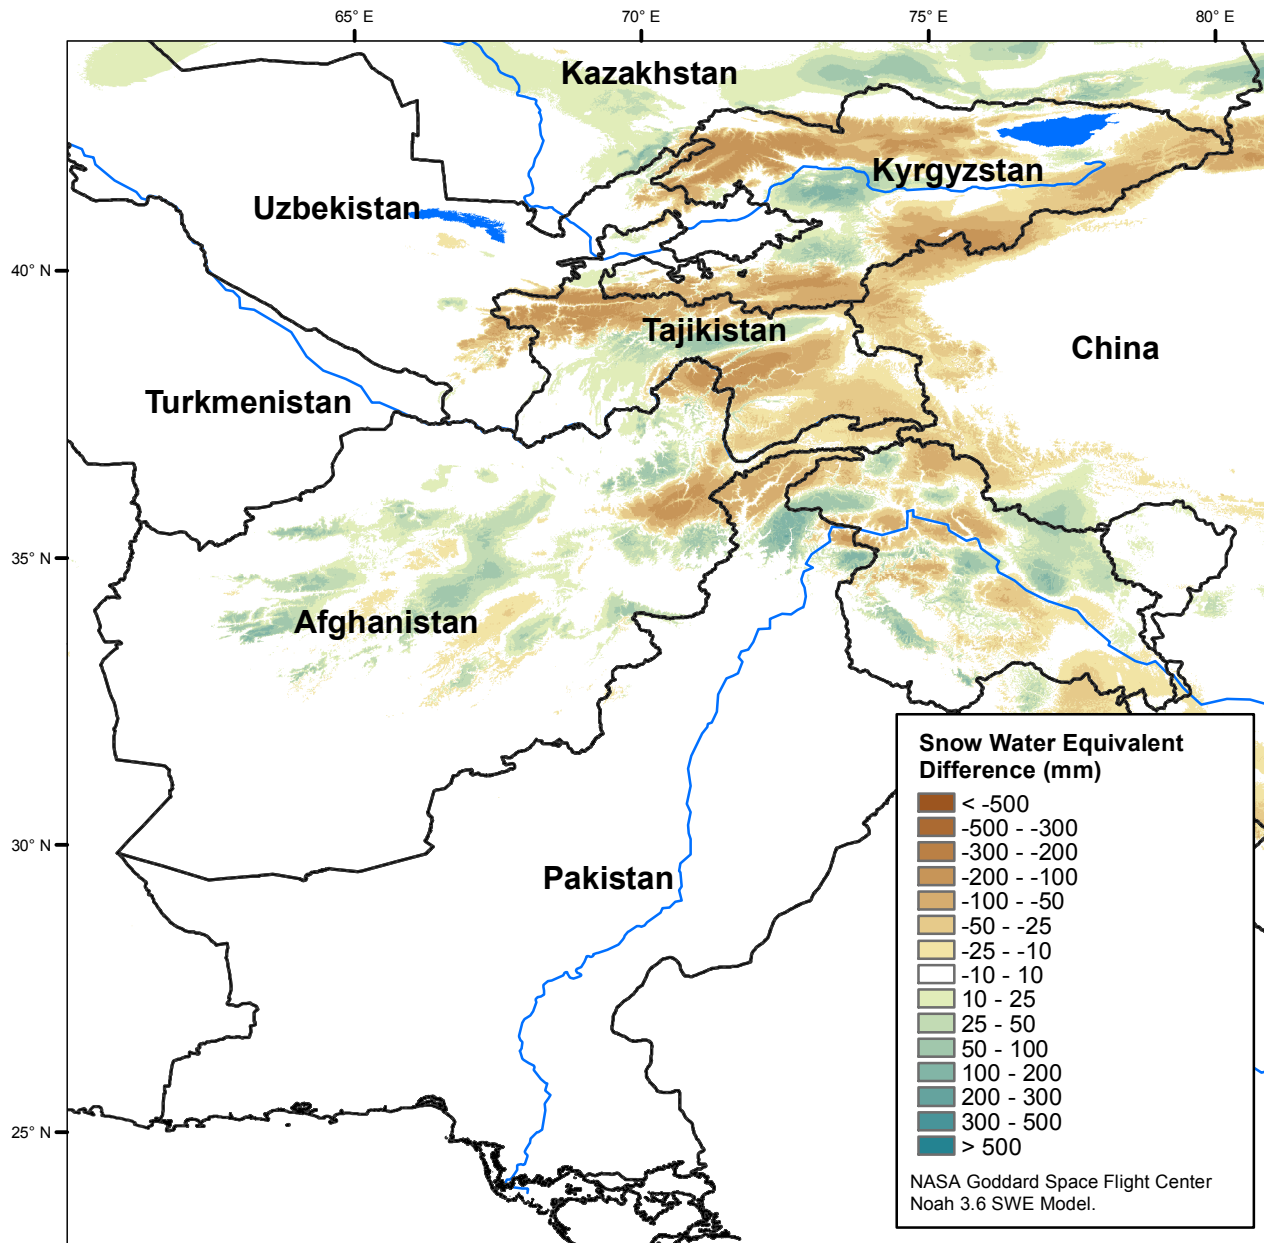 65° E
70° E
75° E
80° E
Kazakhstan
Kyrgyzstan
Uzbekistan
40° N
Tajikistan
China
Turkmenistan
35° N
Afghanistan
Snow Water Equivalent
Difference (mm)
< -500
-500 - -300
-300 - -200
-200 - -100
-100 - -50
-50 - -25
-25 - -10
-10 - 10
10 - 25
25 - 50
50 - 100
100 - 200
200 - 300
300 - 500
> 500
NASA Goddard Space Flight Center
Noah 3.6 SWE Model.
30° N
Pakistan
25° N